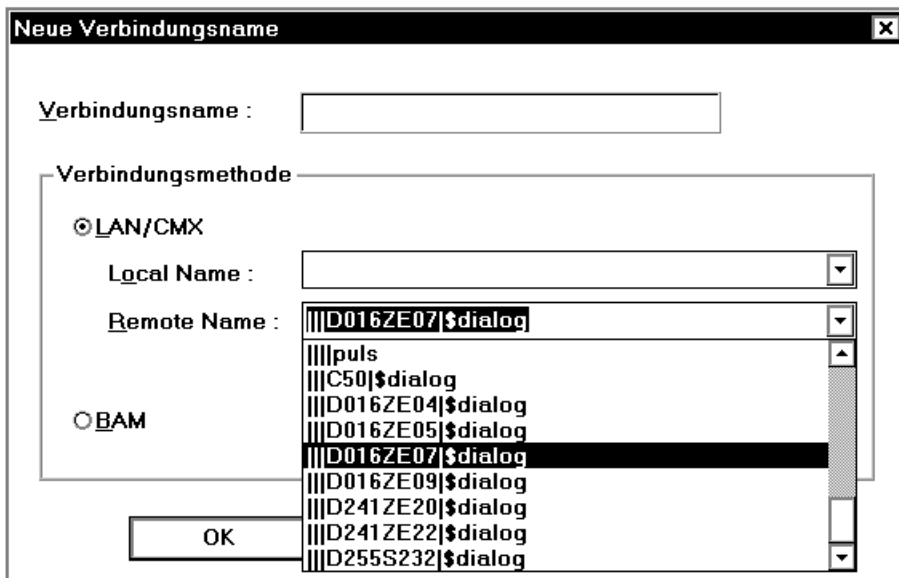 Neue Verbindungsname
Verbindungsname :
Verbindungsmethode
LAN/CMX
Local Name :
Remote Name : |||D016ZE07|$dialog
||||puls
|||C50|$dialog
|||D016ZE04|$dialog
|||D016ZE05|$dialog
|||D016ZE07|$dialog
|||D016ZE09|$dialog
|||D241ZE20|$dialog
|||D241ZE22|$dialog
|||D255S232|$dialog
BAM
OK